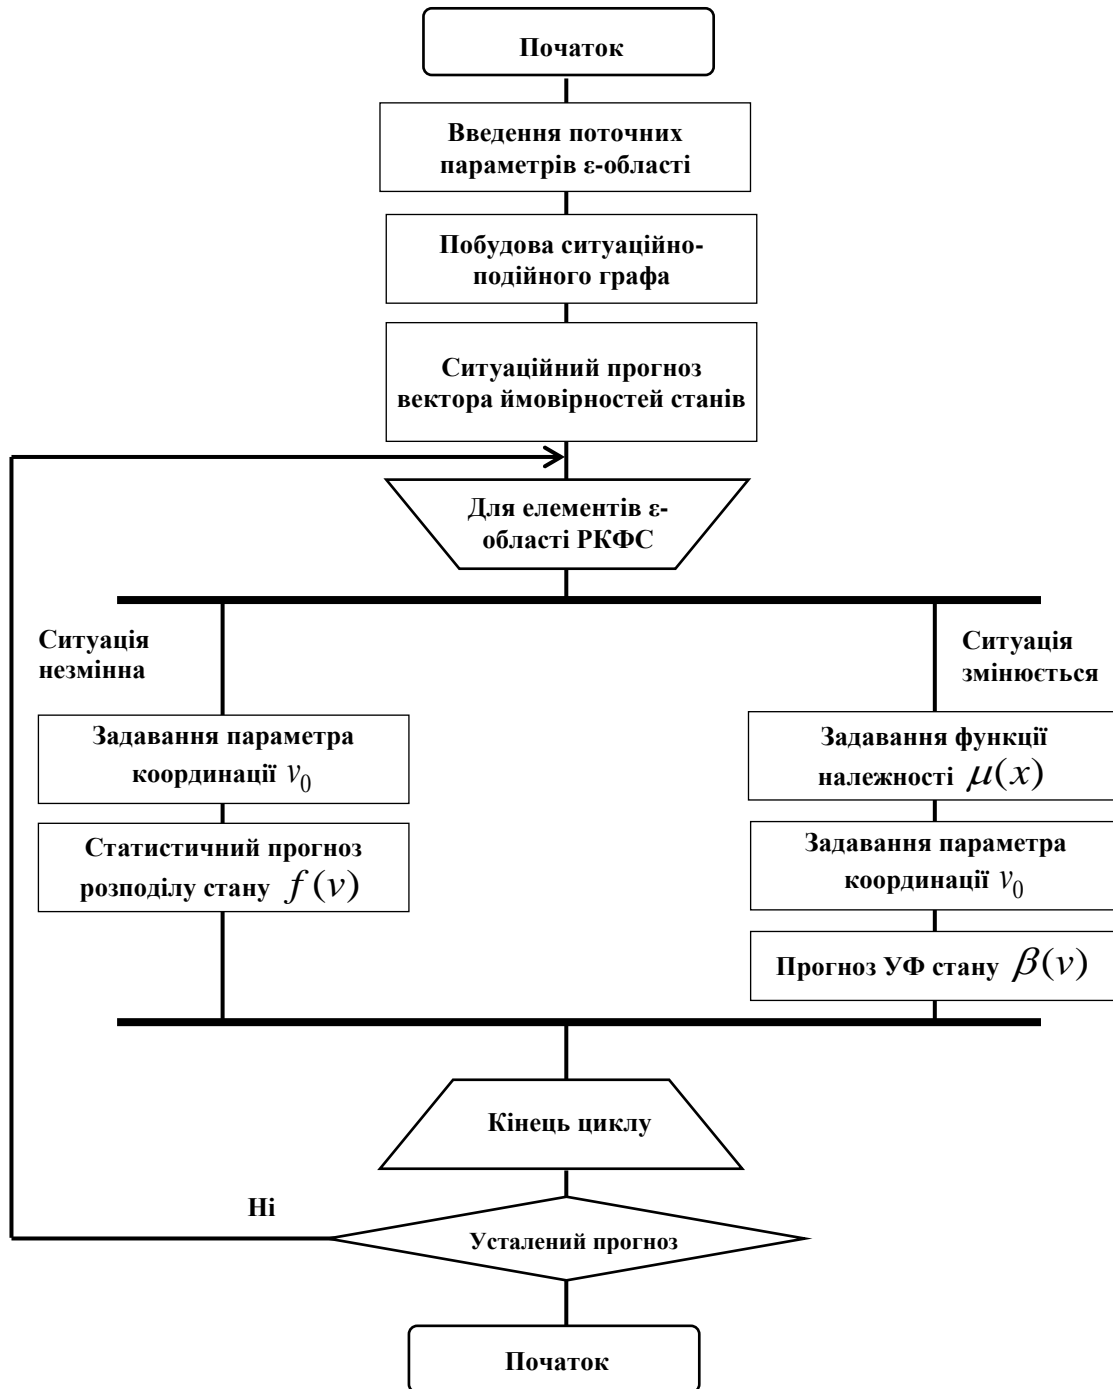 Початок
Введення поточних
параметрів ε-області
Побудова ситуаційно-
подійного графа
Ситуаційний прогноз
вектора ймовірностей станів
Для елементів ε-
області РКФС
Ситуація
незмінна
Задавання параметра
координації v₀
Статистичний прогноз
розподілу стану f(v)
Ситуація
змінюється
Задавання функції
належності μ(x)
Задавання параметра
координації v₀
Прогноз УФ стану β(v)
Кінець циклу
Ні
Усталений прогноз
Початок